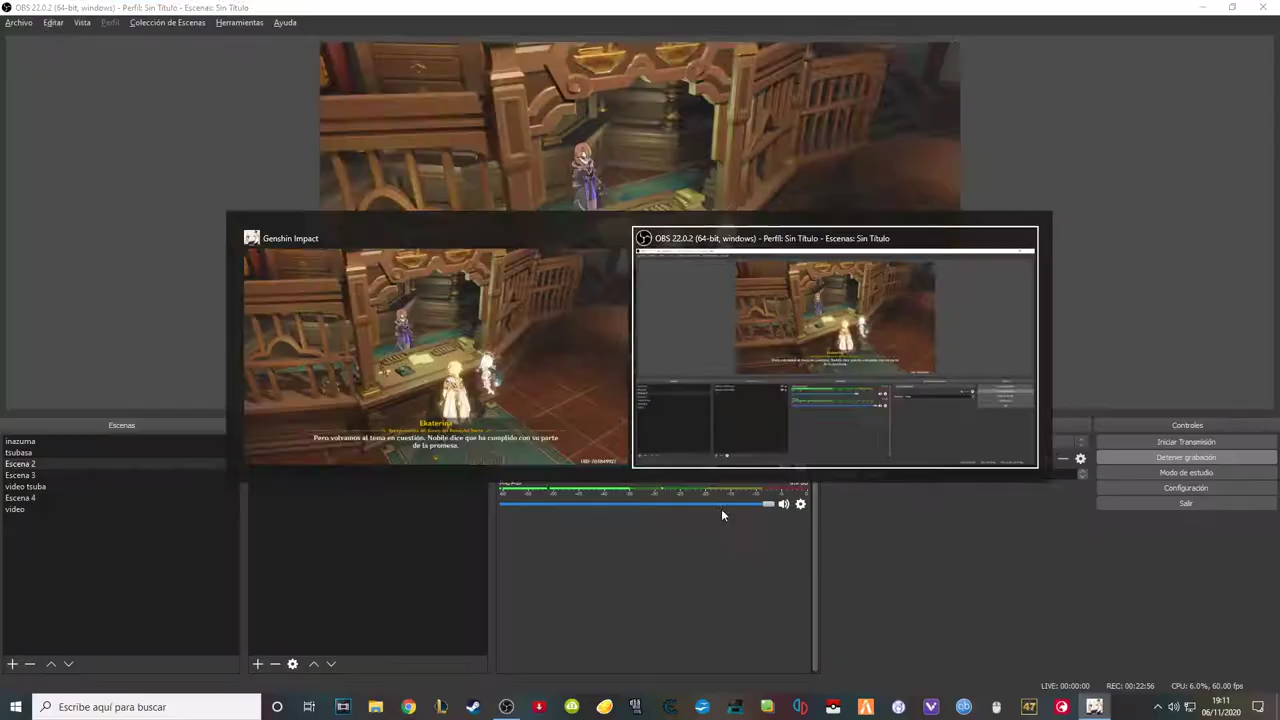 OBS 22.0.2 (64-bit, windows) - Perfil: Sin Título - Escenas: Sin Título
Archivo Editar Vista Perfil Colección de Escenas Herramientas Ayuda
Genshin Impact
OBS 22.0.2 (64-bit, windows) - Perfil: Sin Título - Escenas: Sin Título
Ekaterina
Pero volvamos al tema en cuestión. Nobile dice que ha cumplido con su parte
de la promesa.
Escenas
inazuma
tsubasa
Escena 2
Escena 3
video tsuba
Escena 4
video
Controles
Iniciar Transmisión
Detener grabación
Modo de estudio
Configuración
Salir
LIVE: 00:00:00 REC: 00:22:56 CPU: 6.0%, 60.00 fps
Escribe aquí para buscar
47
19:11
06/11/2020